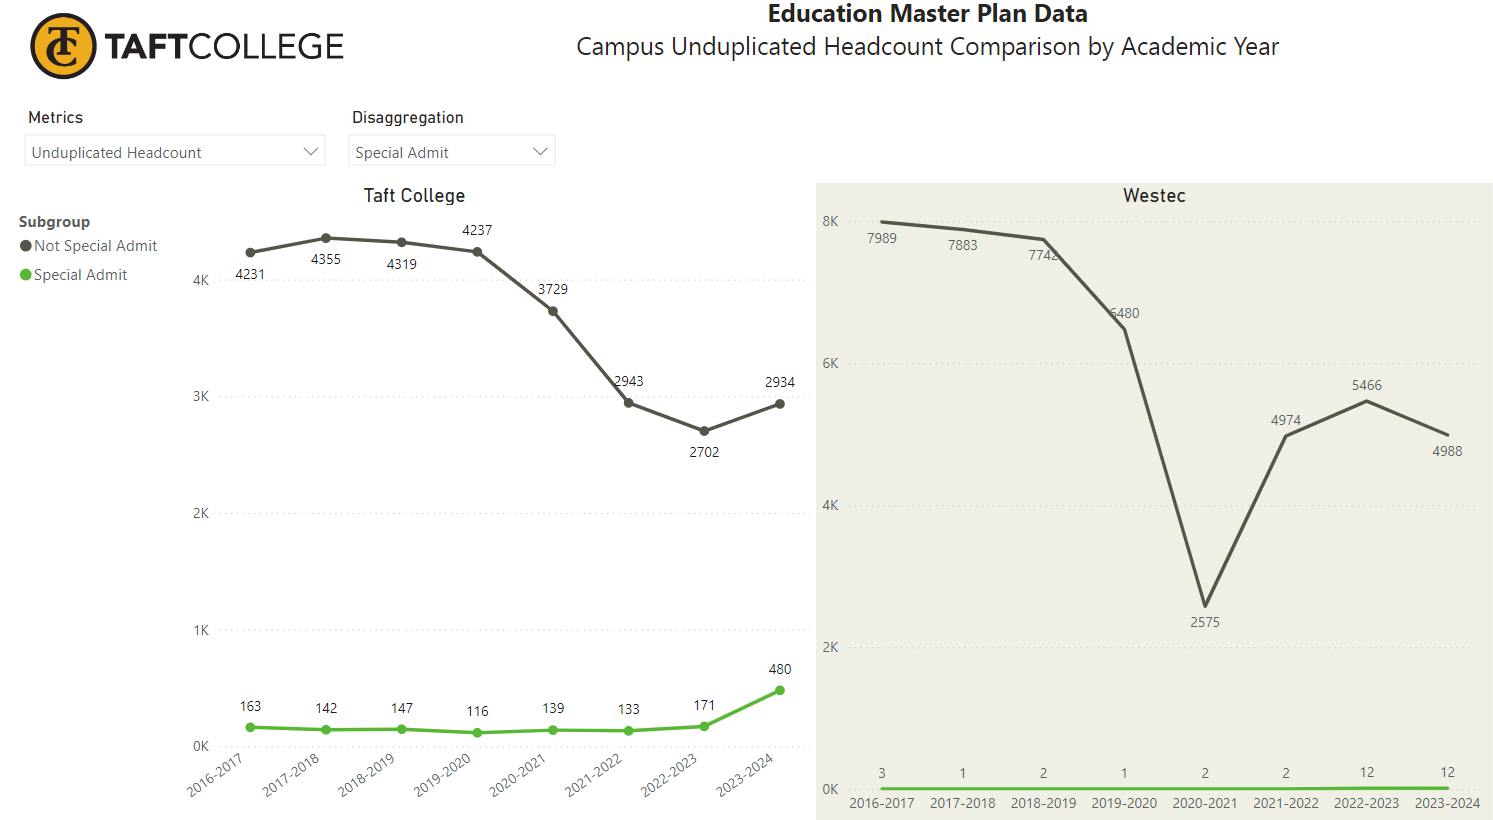 Education Master Plan Data
TC TAFTCOLLEGE
Campus Unduplicated Headcount Comparison by Academic Year
Metrics
Disaggregation
Unduplicated Headcount
Special Admit
Taft College
Subgroup
Not Special Admit
Special Admit
4K
3K
2K
1K
0K
4231
4355
4319
4237
3729
2943
2702
2934
163
142
147
116
139
133
171
480
2016-2017
2017-2018
2018-2019
2019-2020
2020-2021
2021-2022
2022-2023
2023-2024
Westec
8K
6K
4K
2K
0K
7989
7883
7742
6480
2575
4974
5466
4988
3
1
2
1
2
2
12
12
2016-2017
2017-2018
2018-2019
2019-2020
2020-2021
2021-2022
2022-2023
2023-2024